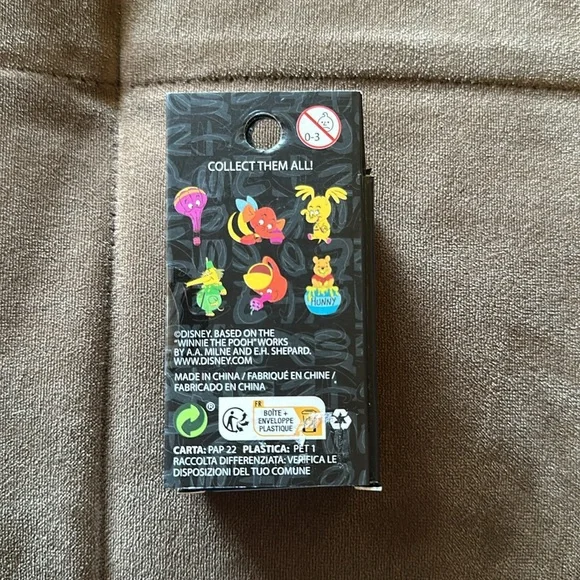 0-3
COLLECT THEM ALL!
HUNNY
©DISNEY. BASED ON THE
"WINNIE THE POOH" WORKS
BY A.A. MILNE AND E.H. SHEPARD.
WWW.DISNEY.COM
MADE IN CHINA / FABRIQUÉ EN CHINE /
FABRICADO EN CHINA
®
FR
BOÎTE +
ENVELOPPE
PLASTIQUE
CARTA: PAP 22 PLASTICA: PET 1
RACCOLTA DIFFERENZIATA: VERIFICA LE
DISPOSIZIONI DEL TUO COMUNE